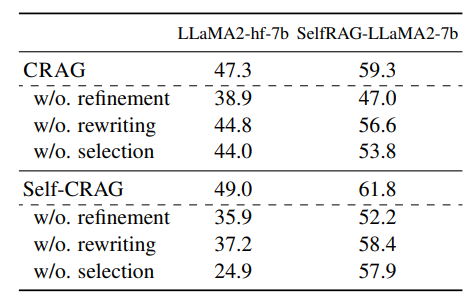 LLaMA2-hf-7b SelfRAG-LLaMA2-7b
CRAG 47.3 59.3
w/o. refinement 38.9 47.0
w/o. rewriting 44.8 56.6
w/o. selection 44.0 53.8
Self-CRAG 49.0 61.8
w/o. refinement 35.9 52.2
w/o. rewriting 37.2 58.4
w/o. selection 24.9 57.9